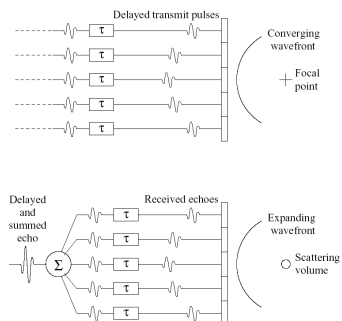 Delayed transmit pulses
Converging
wavefront
τ
τ
τ
τ
τ
Focal
point
Delayed
and
summed
echo
Received echoes
Expanding
wavefront
τ
τ
τ
τ
τ
Σ
Scattering
volume